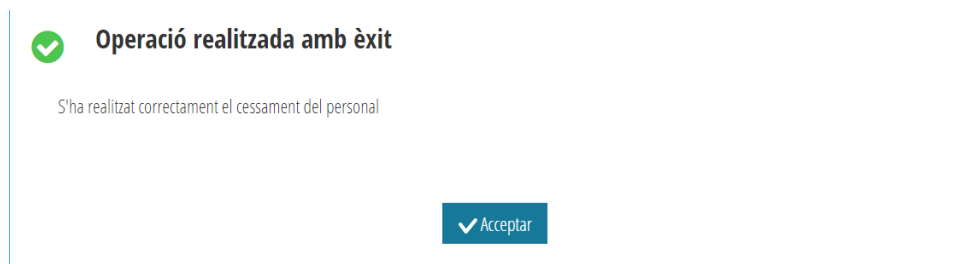 Operació realitzada amb èxit
S'ha realitzat correctament el cessament del personal
Acceptar